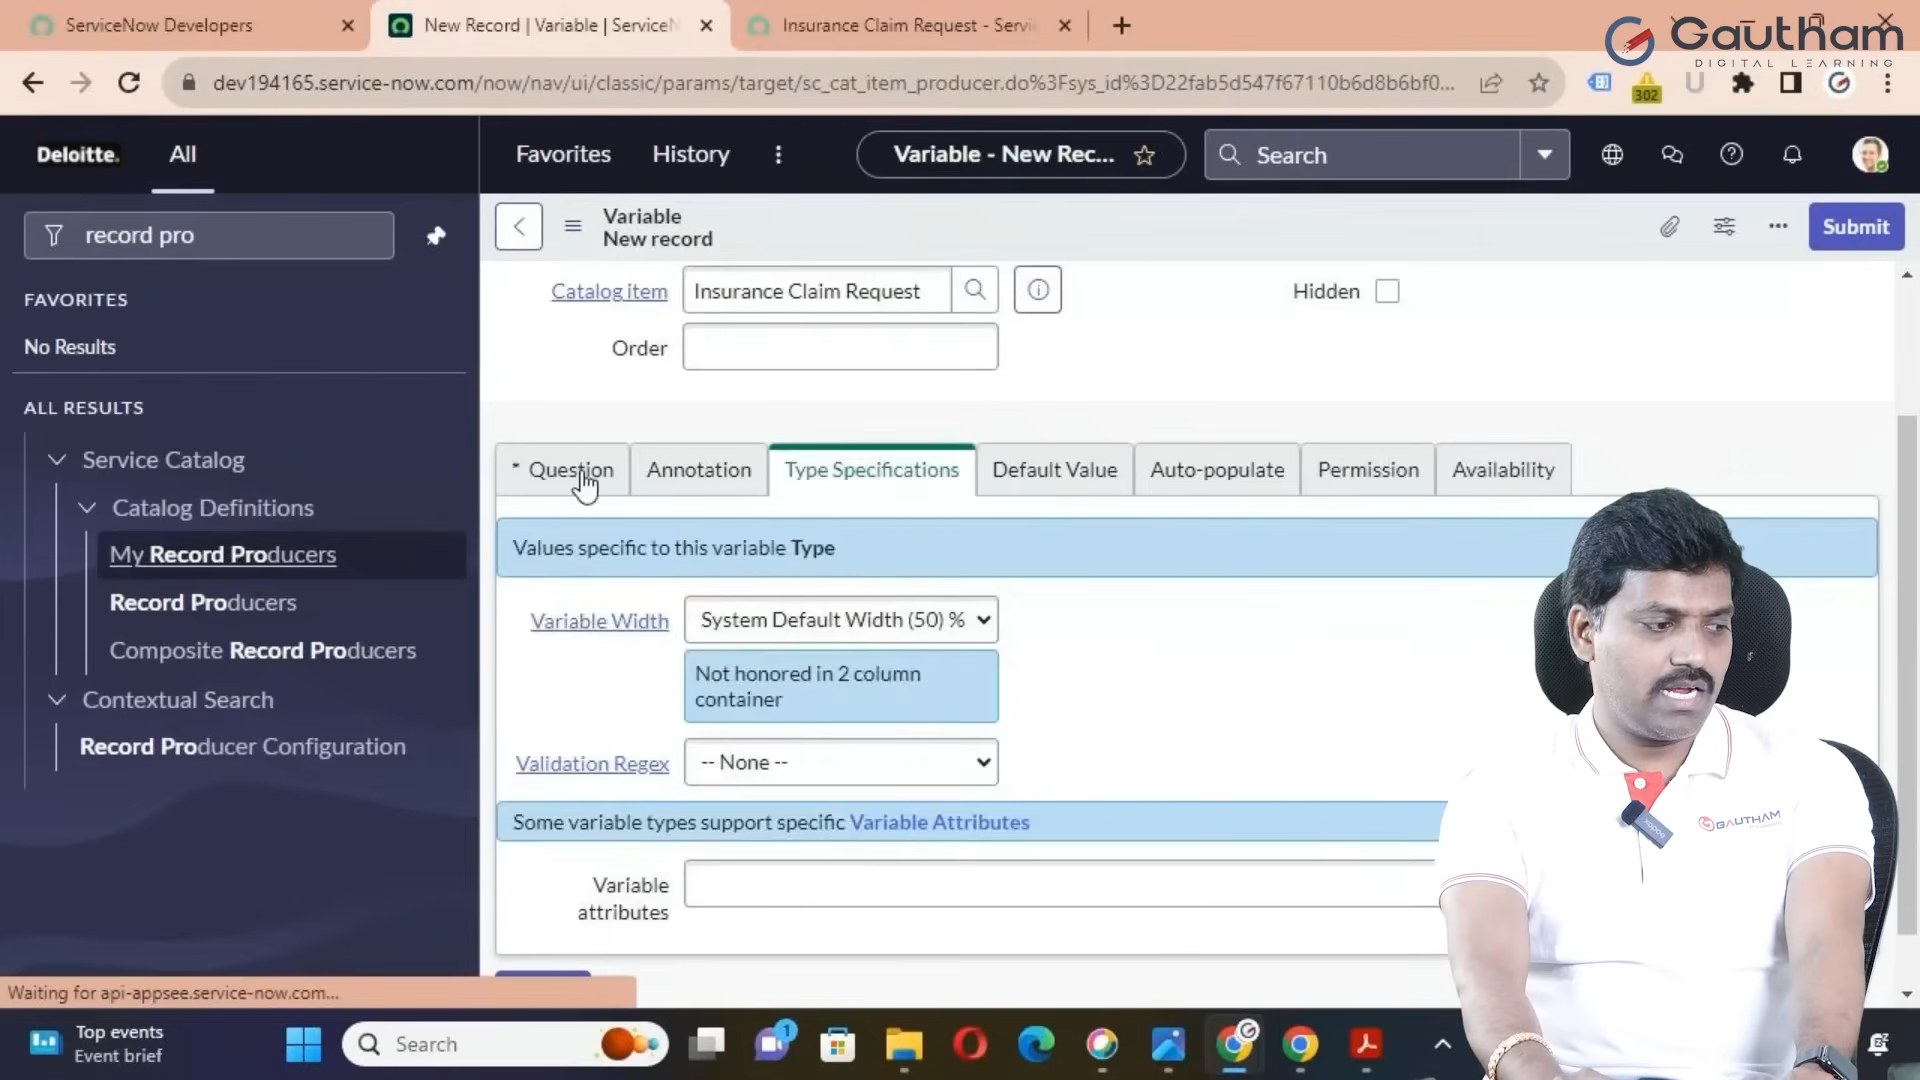 ServiceNow Developers
New Record | Variable | ServiceN
Insurance Claim Request - Servi
Gautham
DIGITAL LEARNING
dev194165.service-now.com/now/nav/ui/classic/params/target/sc_cat_item_producer.do%3Fsys_id%3D22fab5d547f67110b6d8b6bf0...
302
Deloitte.
All
Favorites
History
Variable - New Rec...
Search
record pro
Variable
New record
Submit
FAVORITES
No Results
ALL RESULTS
Service Catalog
Catalog Definitions
My Record Producers
Record Producers
Composite Record Producers
Contextual Search
Record Producer Configuration
Catalog item
Insurance Claim Request
Hidden
Order
* Question
Annotation
Type Specifications
Default Value
Auto-populate
Permission
Availability
Values specific to this variable Type
Variable Width
System Default Width (50) %
Not honored in 2 column
container
Validation Regex
-- None --
Some variable types support specific Variable Attributes
Variable
attributes
GAUTHAM
Waiting for api-appsee.service-now.com...
Top events
Event brief
Search
1